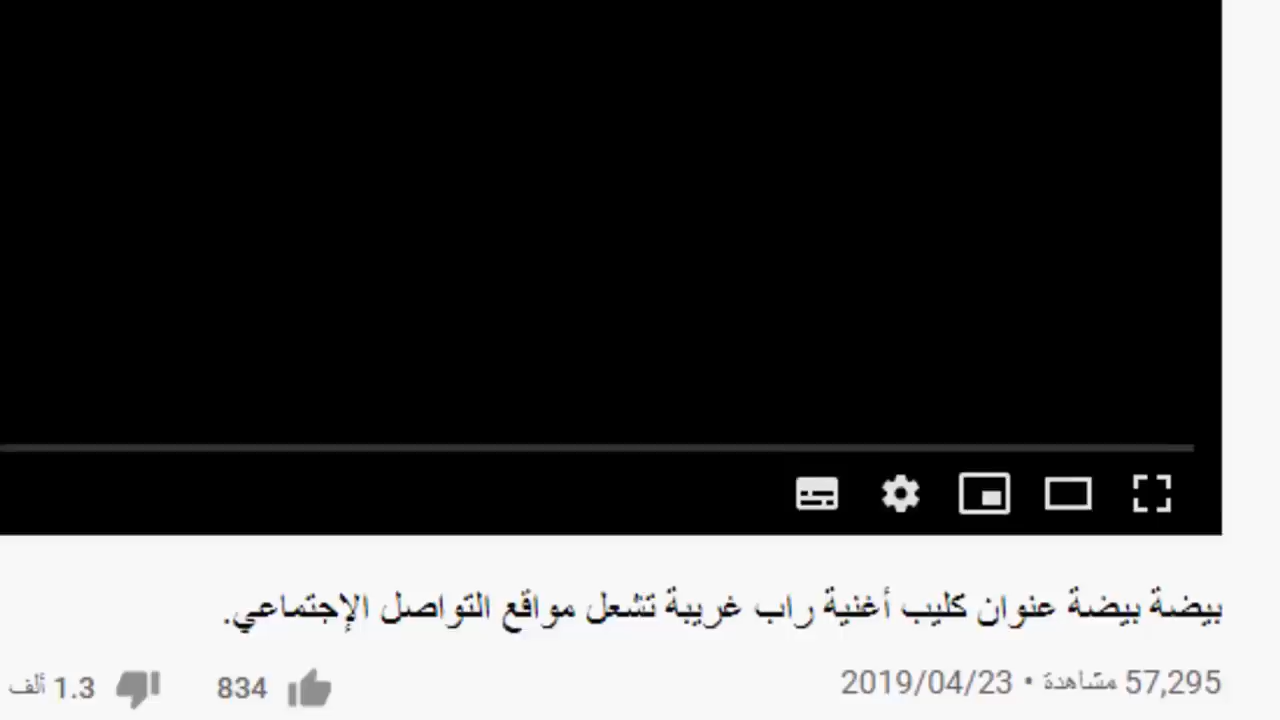 بيضة بيضة عنوان كليب أغنية راب غريبة تشعل مواقع التواصل الإجتماعي.
57,295 مشاهدة • 2019/04/23
834
1.3 ألف